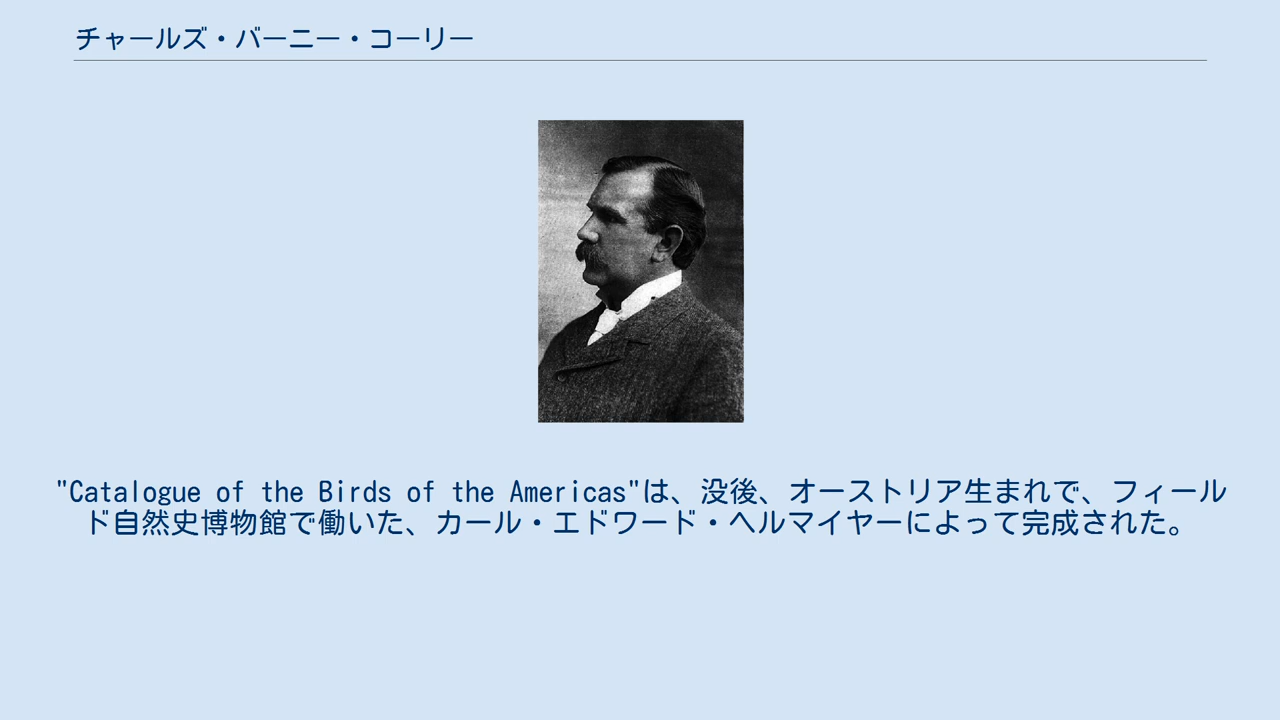 チャールズ・バーニー・コーリー
"Catalogue of the Birds of the Americas"は、没後、オーストリア生まれで、フィール
ド自然史博物館で働いた、カール・エドワード・ヘルマイヤーによって完成された。